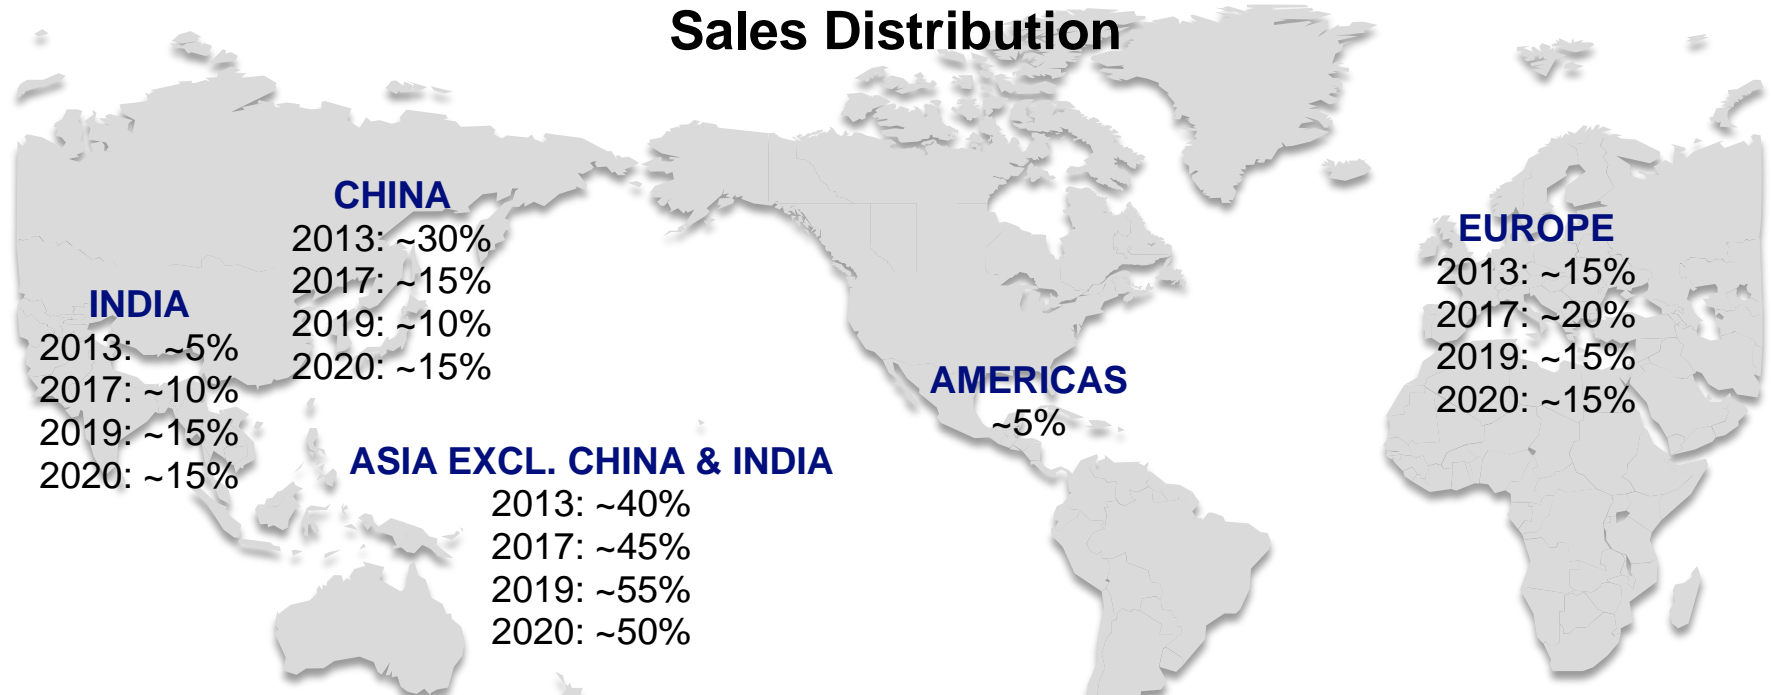 Sales Distribution
CHINA
2013: ~30%
2017: ~15%
2019: ~10%
2020: ~15%
EUROPE
2013: ~15%
2017: ~20%
2019: ~15%
2020: ~15%
INDIA
2013: ~5%
2017: ~10%
2019: ~15%
2020: ~15%
AMERICAS
~5%
ASIA EXCL. CHINA & INDIA
2013: ~40%
2017: ~45%
2019: ~55%
2020: ~50%